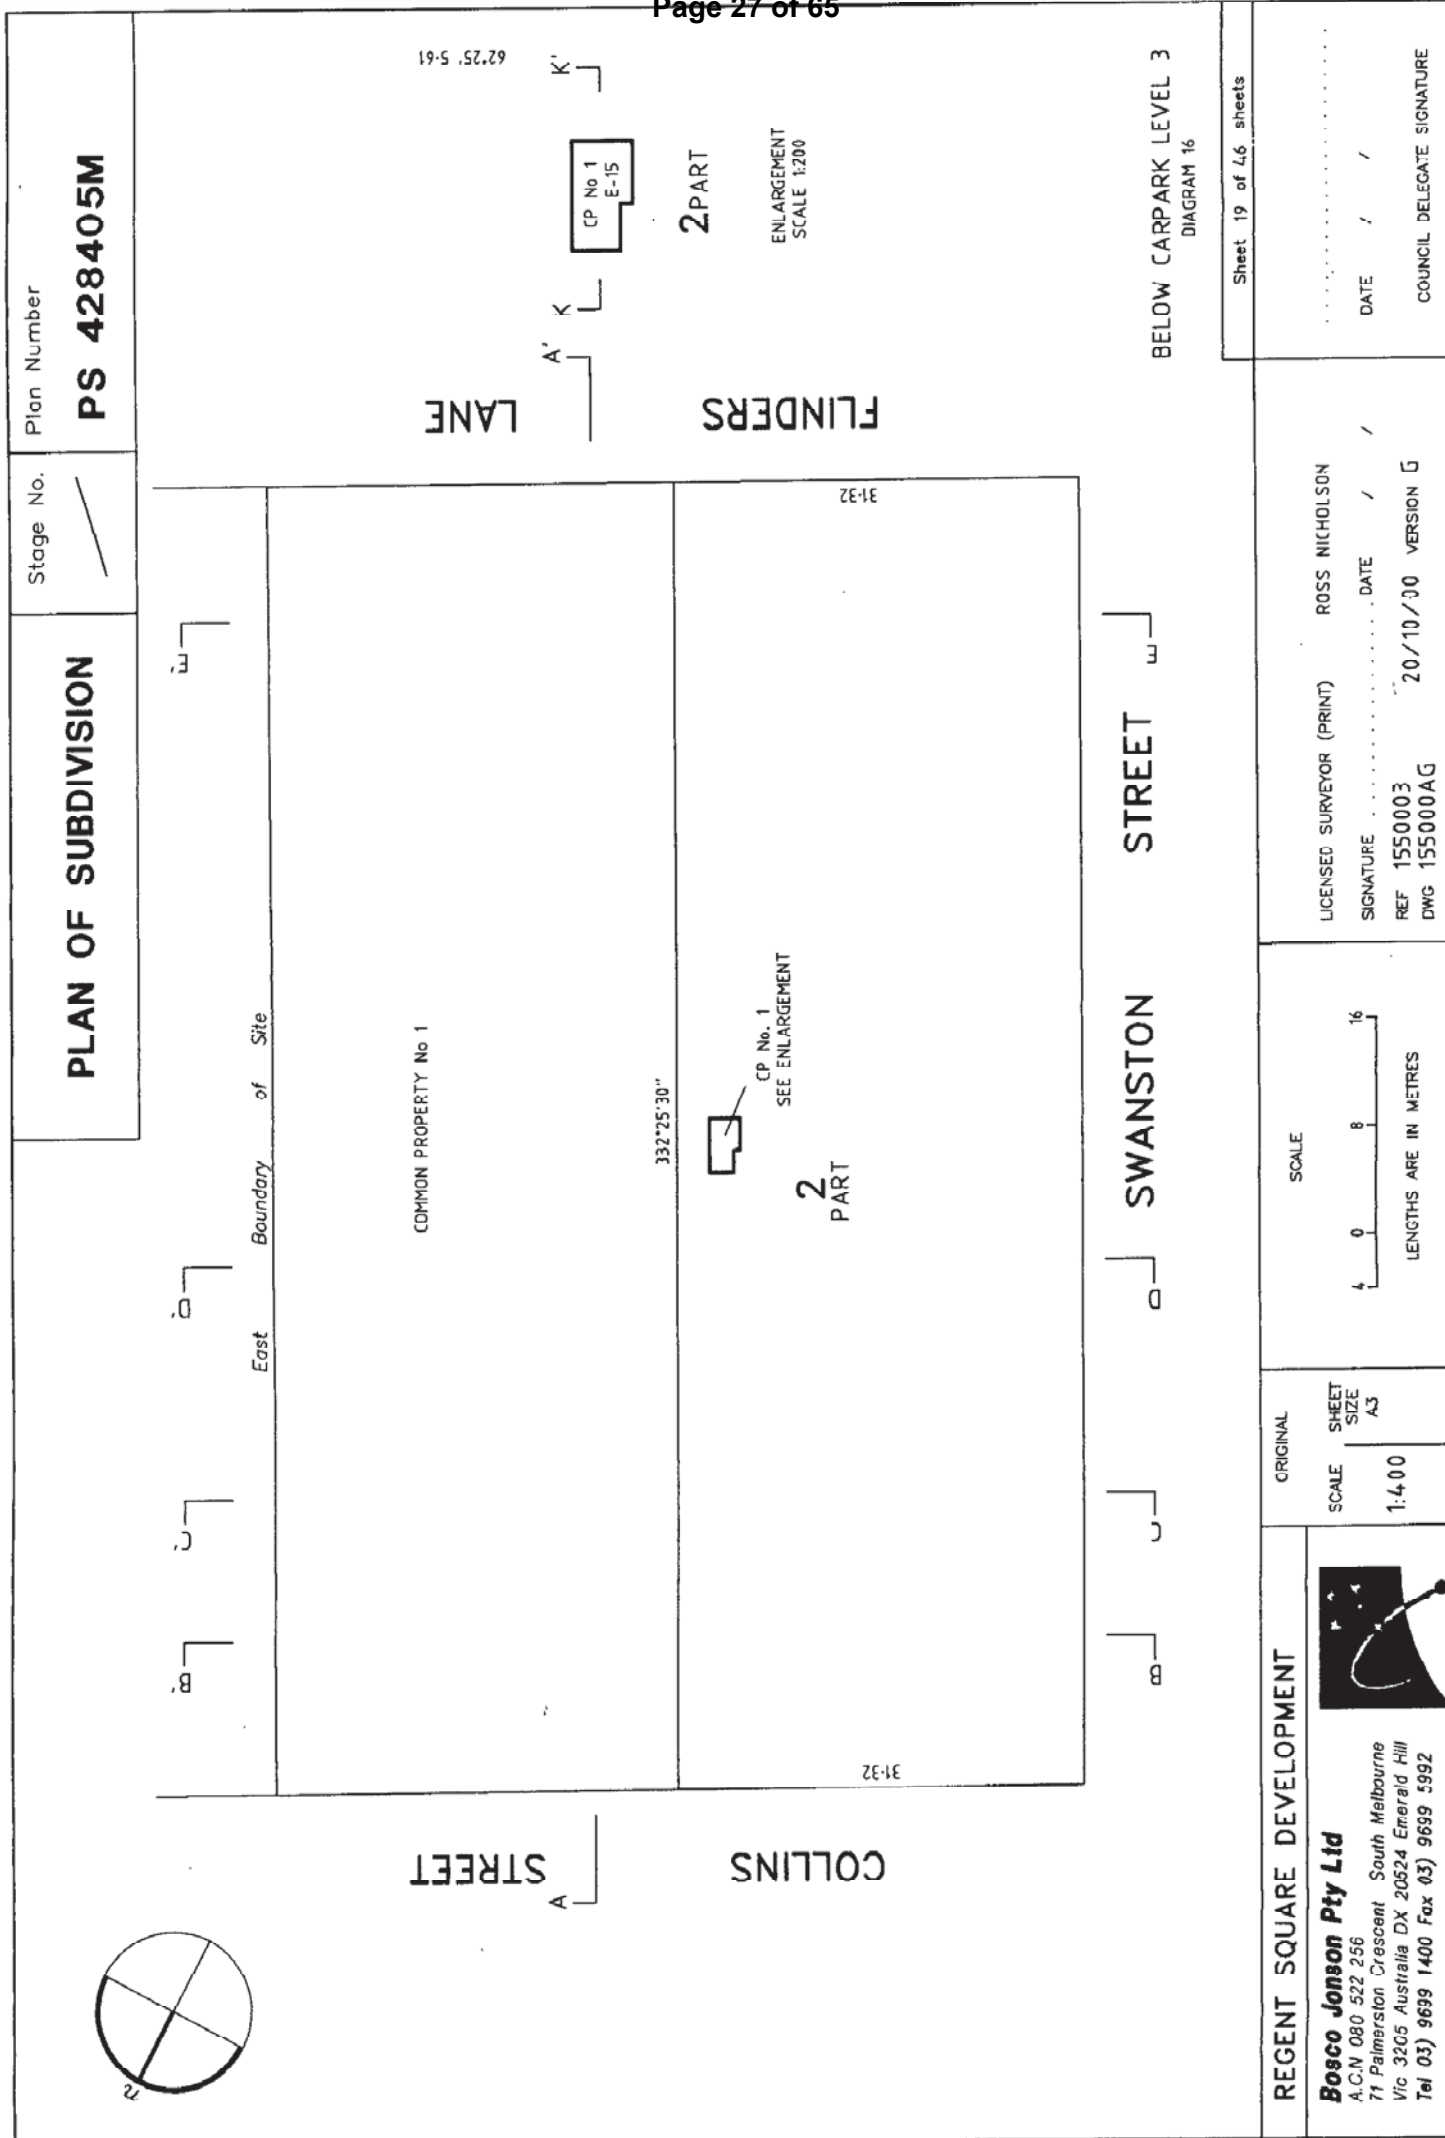 Page 27 of 65
PLAN OF SUBDIVISION
Stage No.
Plan Number
PS 428405M
East Boundary of Site
B'
C'
D'
E'
COMMON PROPERTY No 1
332°25'30"
CP No. 1
SEE ENLARGEMENT
2
PART
31·32
31·32
COLLINS STREET
FLINDERS LANE
A
A'
62°25' 5·61
K
K'
CP No 1
E-15
2 PART
ENLARGEMENT
SCALE 1:200
B
C
D
E
SWANSTON STREET
BELOW CARPARK LEVEL 3
DIAGRAM 16
Sheet 19 of 46 sheets
REGENT SQUARE DEVELOPMENT
Bosco Jonson Pty Ltd
A.C.N 080 522 256
71 Palmerston Crescent South Melbourne
Vic 3205 Australia DX 20524 Emerald Hill
Tel 03) 9699 1400 Fax 03) 9699 5992
ORIGINAL
SCALE
1:400
SHEET
SIZE
A3
SCALE
4 0 8 16
LENGTHS ARE IN METRES
LICENSED SURVEYOR (PRINT) ROSS NICHOLSON
SIGNATURE . . . . . . . . . . . . . . . DATE / /
REF 1550003
20/10/00 VERSION G
DWG 155000AG
DATE / /
COUNCIL DELEGATE SIGNATURE
n